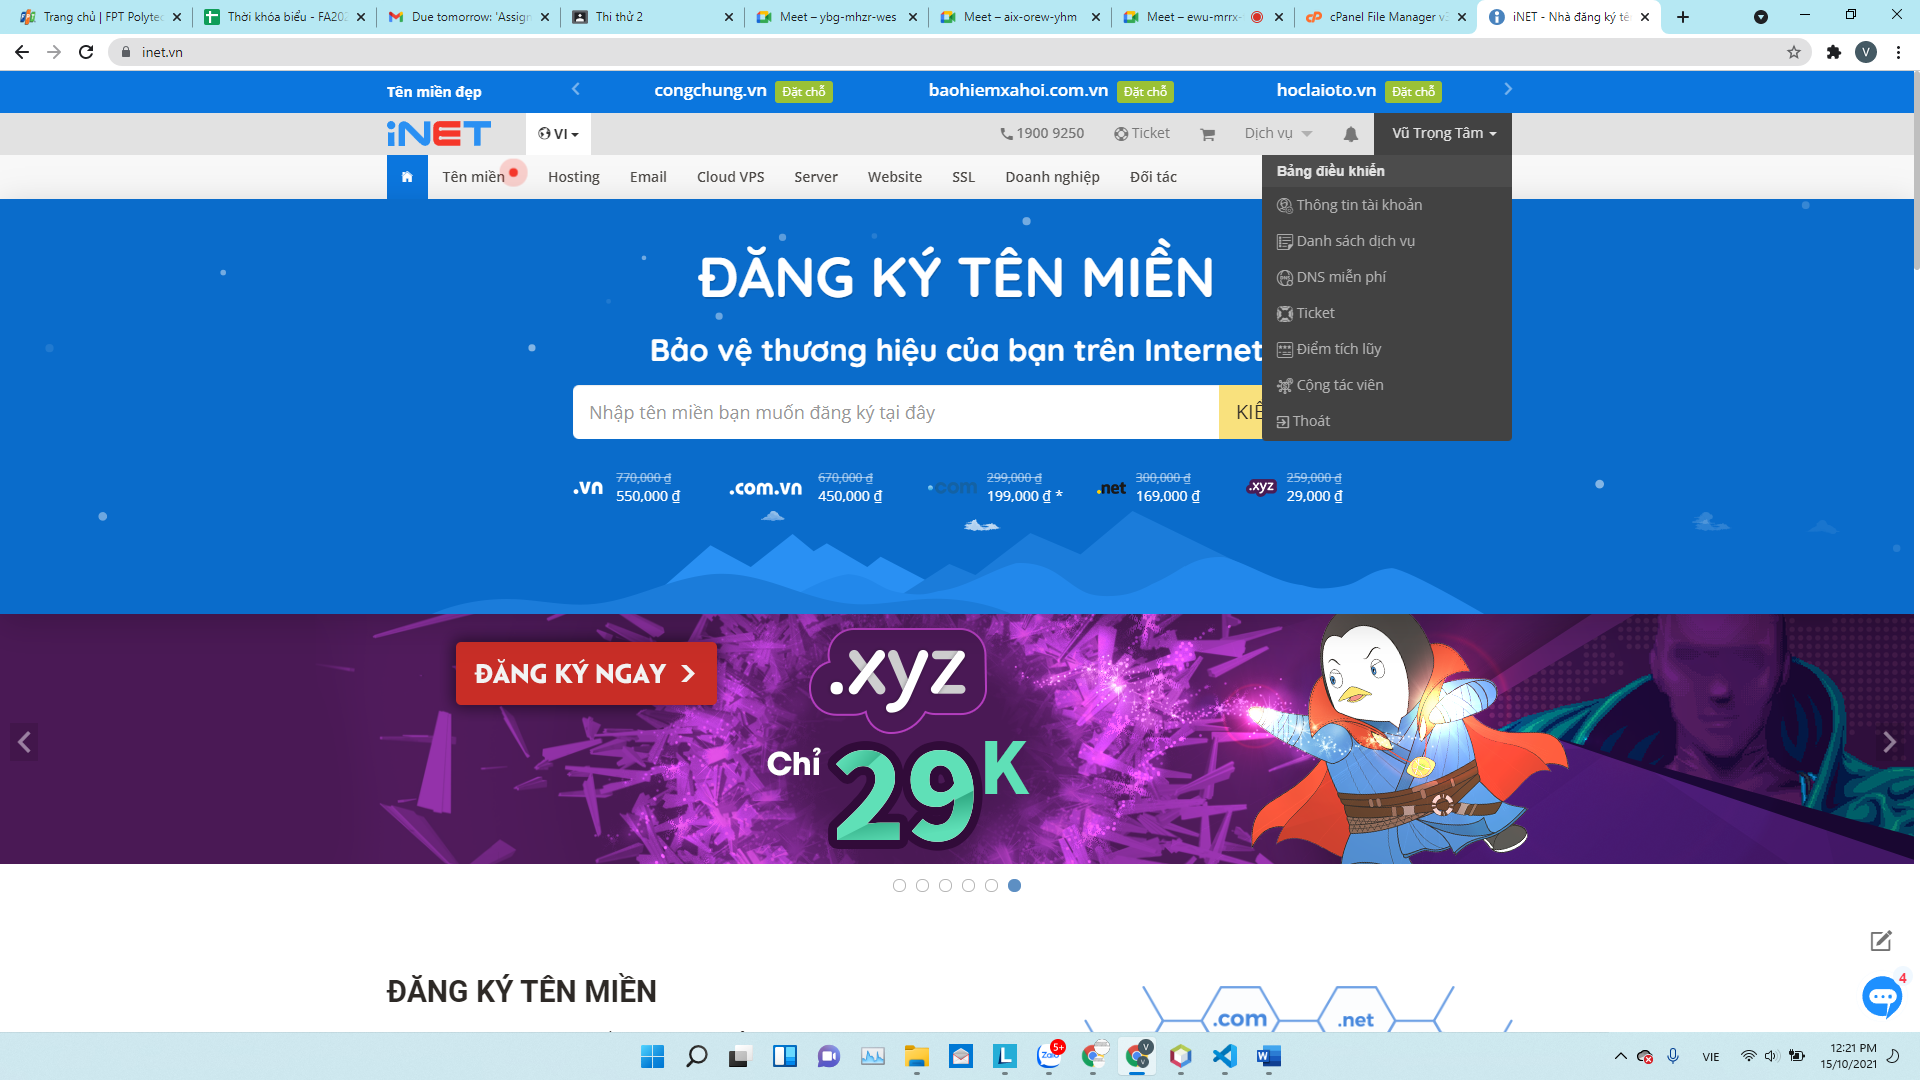 Trang chủ | FPT Polytec
Thời khóa biểu - FA202
Due tomorrow: 'Assign
Thi thử 2
Meet – ybg-mhzr-wes
Meet – aix-orew-yhm
Meet – ewu-mrrx-
cPanel File Manager v3
iNET - Nhà đăng ký tê
inet.vn
V
Tên miền đẹp
congchung.vn Đặt chỗ
baohiemxahoi.com.vn Đặt chỗ
hoclaioto.vn Đặt chỗ
iNET
VI
1900 9250
Ticket
Dịch vụ
Vũ Trọng Tâm
Tên miền
Hosting
Email
Cloud VPS
Server
Website
SSL
Doanh nghiệp
Đối tác
Bảng điều khiển
Thông tin tài khoản
Danh sách dịch vụ
DNS miễn phí
Ticket
Điểm tích lũy
Cộng tác viên
Thoát
ĐĂNG KÝ TÊN MIỀN
Bảo vệ thương hiệu của bạn trên Internet
Nhập tên miền bạn muốn đăng ký tại đây
.vn 770,000 ₫
550,000 ₫
.com.vn 670,000 ₫
450,000 ₫
.com 299,000 ₫
199,000 ₫ *
.net 300,000 ₫
169,000 ₫
.xyz 259,000 ₫
29,000 ₫
ĐĂNG KÝ NGAY
.xyz
Chỉ 29K
4
ĐĂNG KÝ TÊN MIỀN
.com
.net
5+
Zalo
V
VIE
12:21 PM
15/10/2021